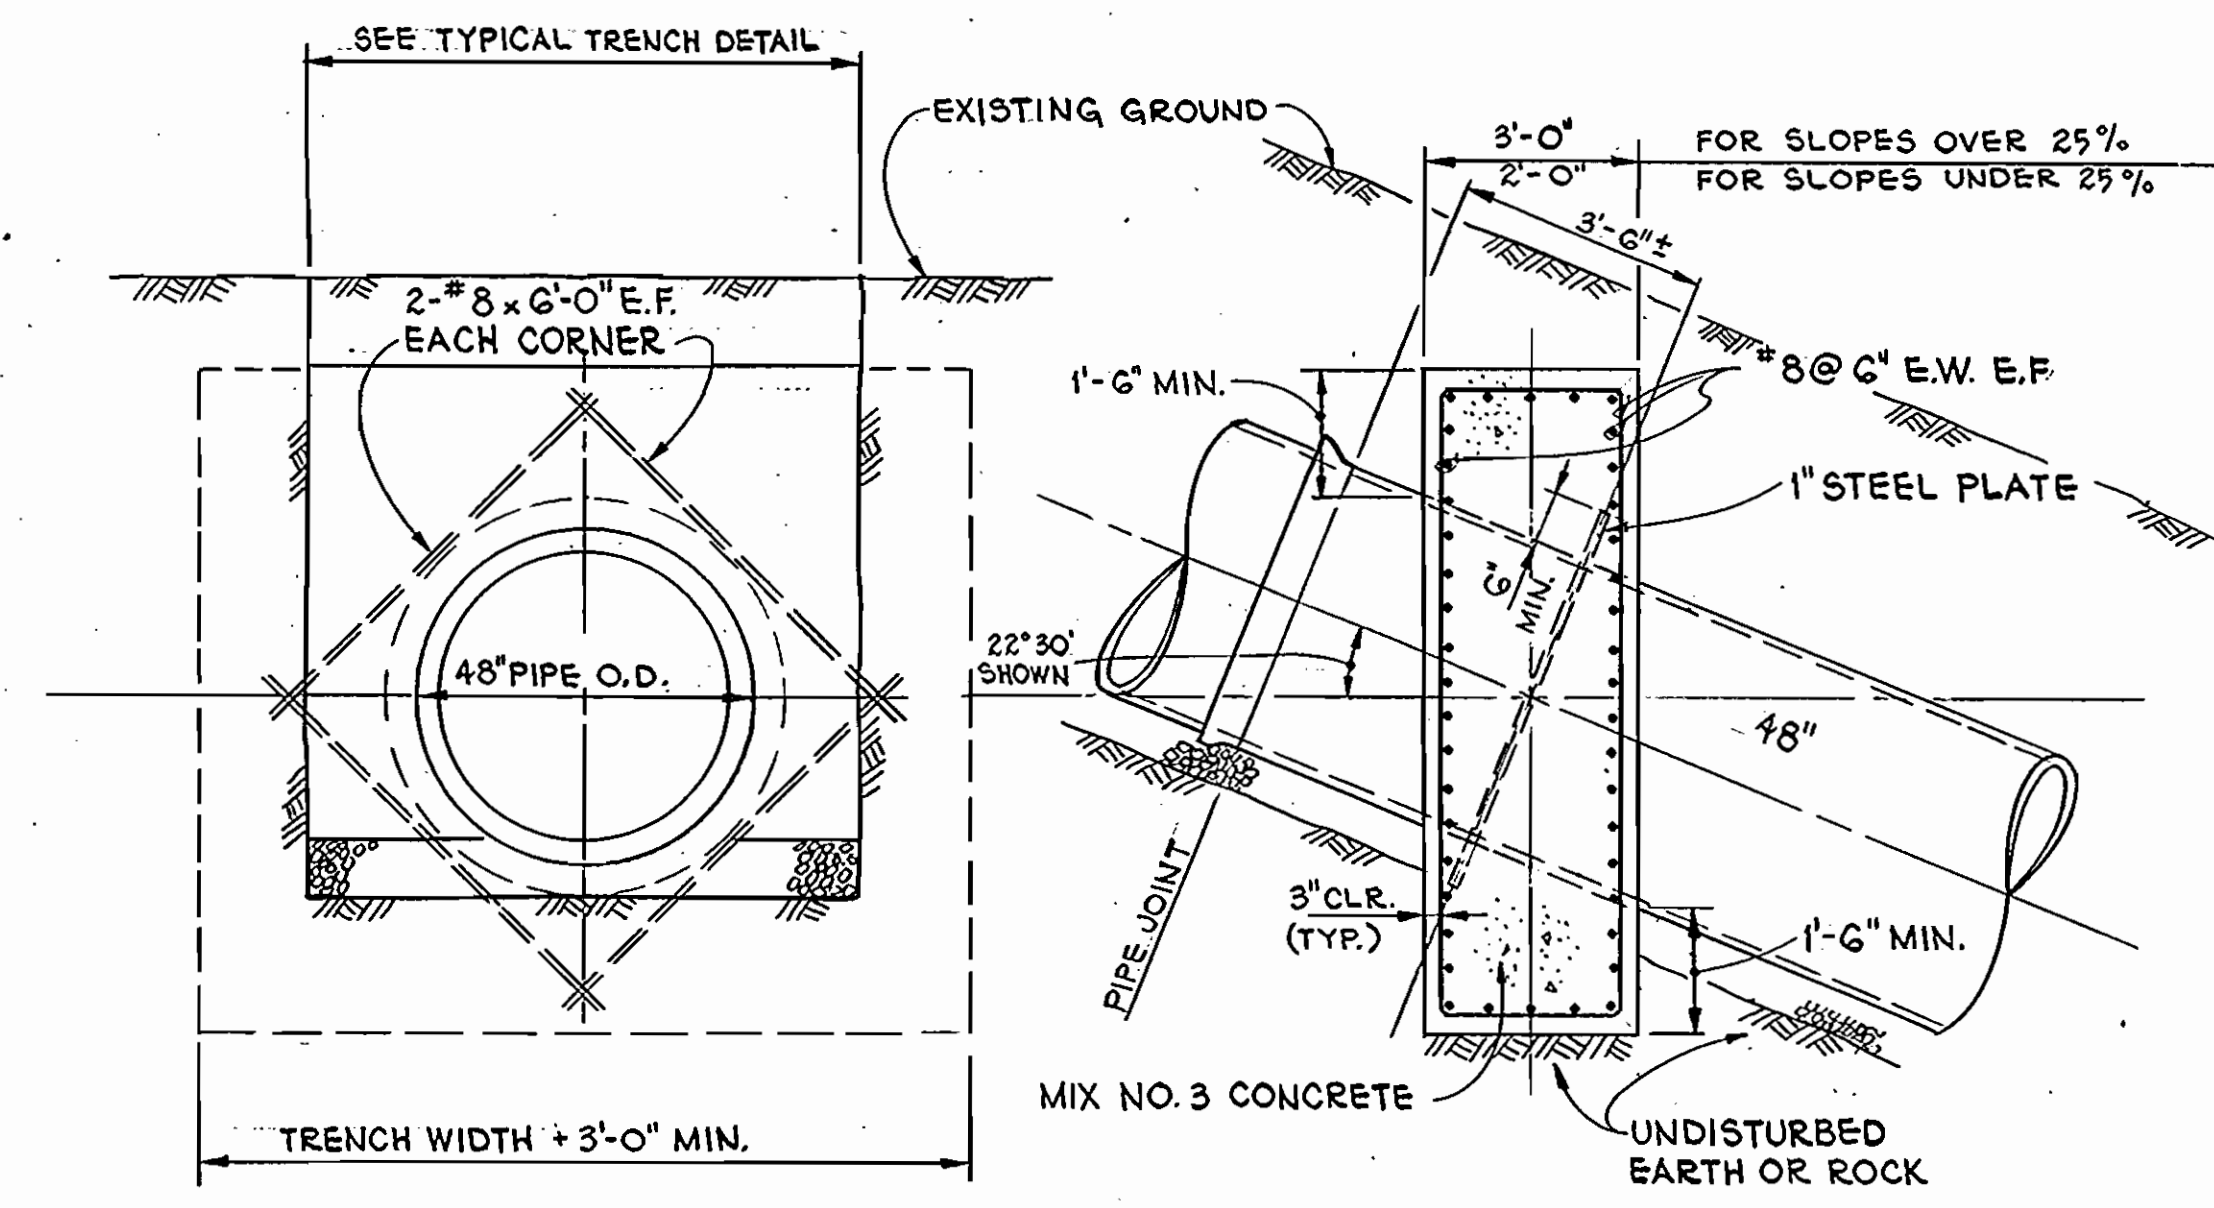 SEE TYPICAL TRENCH DETAIL
EXISTING GROUND
3'-0"
FOR SLOPES OVER 25%
2'-0"
FOR SLOPES UNDER 25%
3'-6"±
2-#8 x 6'-0" E.F.
EACH CORNER
1'-6" MIN.
#8@6" E.W. E.F.
1" STEEL PLATE
6"
MIN.
22°30'
SHOWN
48" PIPE O.D.
48"
PIPE JOINT
3" CLR.
(TYP.)
1'-6" MIN.
MIX NO. 3 CONCRETE
TRENCH WIDTH + 3'-0" MIN.
UNDISTURBED
EARTH OR ROCK